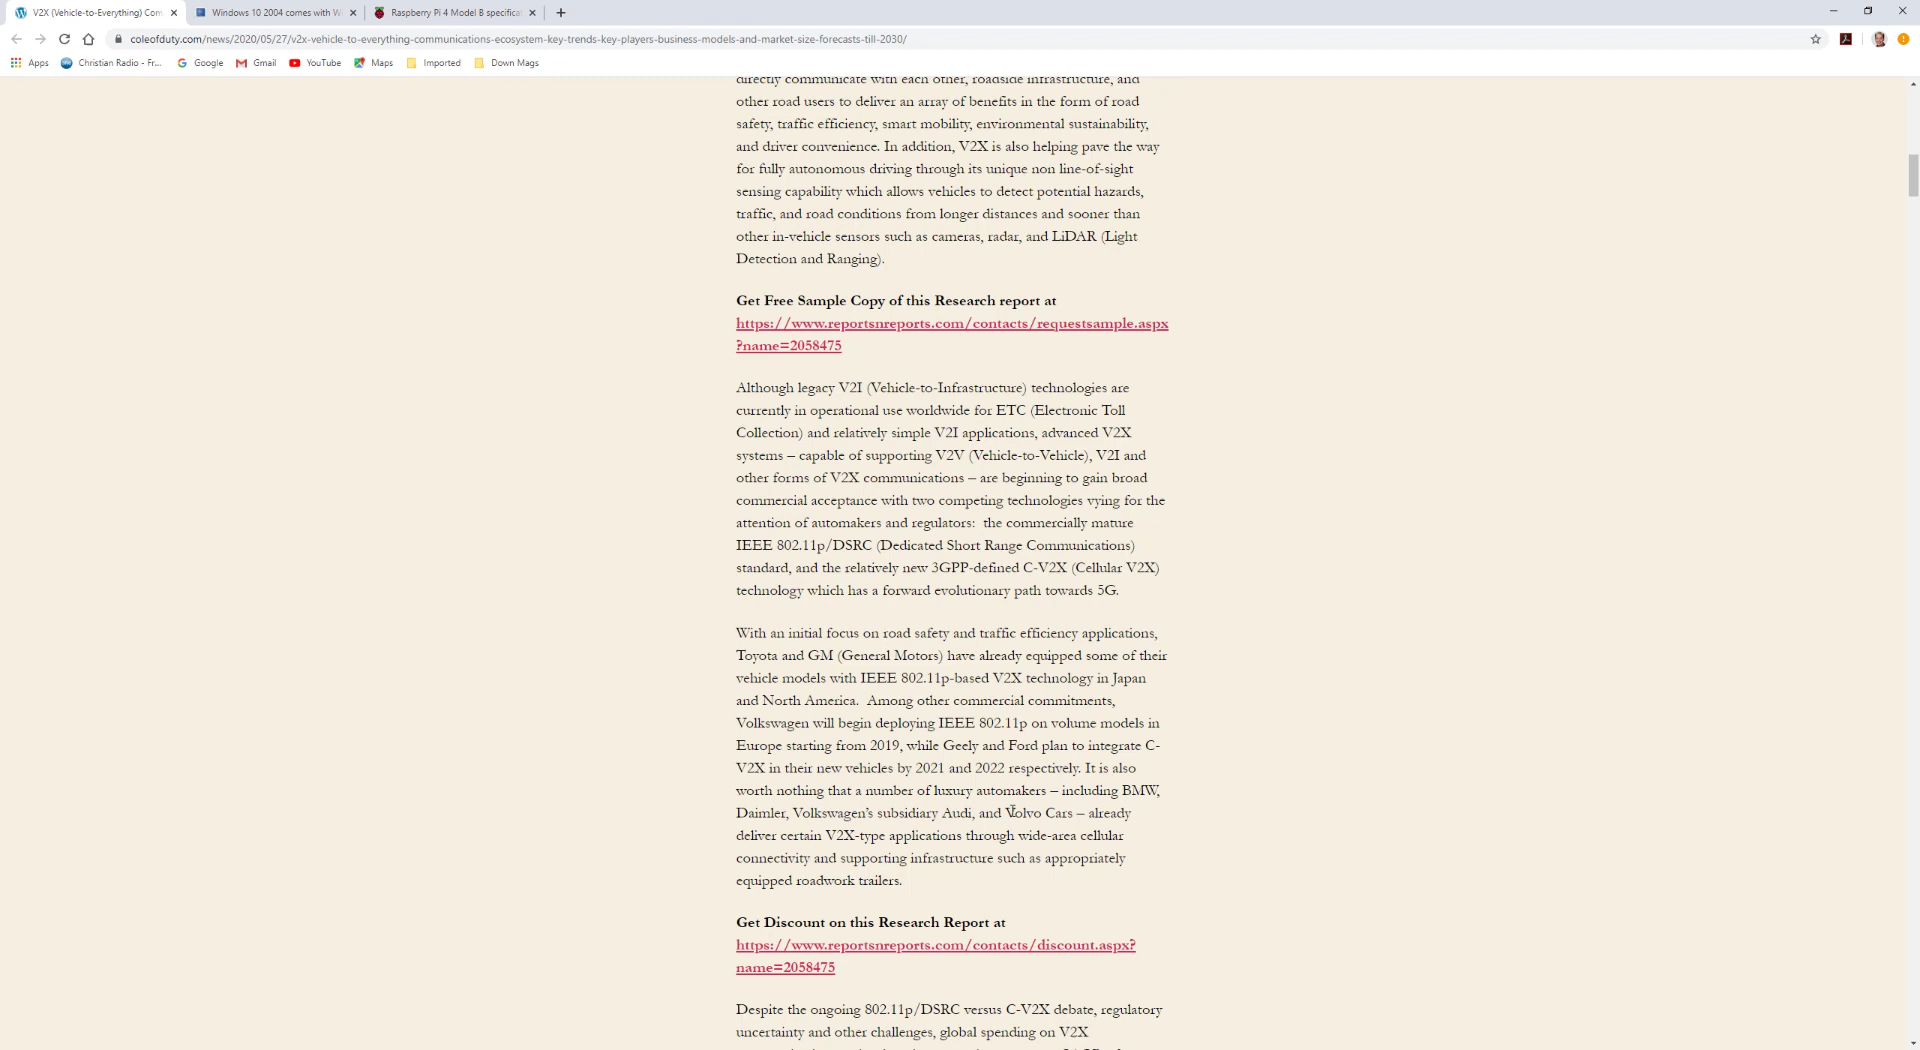 V2X (Vehicle-to-Everything) Com
Windows 10 2004 comes with W
Raspberry Pi 4 Model B specificat
coleofduty.com/news/2020/05/27/v2x-vehicle-to-everything-communications-ecosystem-key-trends-key-players-business-models-and-market-size-forecasts-till-2030/
Apps
Christian Radio - Fr...
Google
Gmail
YouTube
Maps
Imported
Down Mags
directly communicate with each other, roadside infrastructure, and
other road users to deliver an array of benefits in the form of road
safety, traffic efficiency, smart mobility, environmental sustainability,
and driver convenience. In addition, V2X is also helping pave the way
for fully autonomous driving through its unique non line-of-sight
sensing capability which allows vehicles to detect potential hazards,
traffic, and road conditions from longer distances and sooner than
other in-vehicle sensors such as cameras, radar, and LiDAR (Light
Detection and Ranging).
Get Free Sample Copy of this Research report at
https://www.reportsnreports.com/contacts/requestsample.aspx
?name=2058475
Although legacy V2I (Vehicle-to-Infrastructure) technologies are
currently in operational use worldwide for ETC (Electronic Toll
Collection) and relatively simple V2I applications, advanced V2X
systems – capable of supporting V2V (Vehicle-to-Vehicle), V2I and
other forms of V2X communications – are beginning to gain broad
commercial acceptance with two competing technologies vying for the
attention of automakers and regulators:  the commercially mature
IEEE 802.11p/DSRC (Dedicated Short Range Communications)
standard, and the relatively new 3GPP-defined C-V2X (Cellular V2X)
technology which has a forward evolutionary path towards 5G.
With an initial focus on road safety and traffic efficiency applications,
Toyota and GM (General Motors) have already equipped some of their
vehicle models with IEEE 802.11p-based V2X technology in Japan
and North America.  Among other commercial commitments,
Volkswagen will begin deploying IEEE 802.11p on volume models in
Europe starting from 2019, while Geely and Ford plan to integrate C-
V2X in their new vehicles by 2021 and 2022 respectively. It is also
worth nothing that a number of luxury automakers – including BMW,
Daimler, Volkswagen's subsidiary Audi, and Volvo Cars – already
deliver certain V2X-type applications through wide-area cellular
connectivity and supporting infrastructure such as appropriately
equipped roadwork trailers.
Get Discount on this Research Report at
https://www.reportsnreports.com/contacts/discount.aspx?
name=2058475
Despite the ongoing 802.11p/DSRC versus C-V2X debate, regulatory
uncertainty and other challenges, global spending on V2X